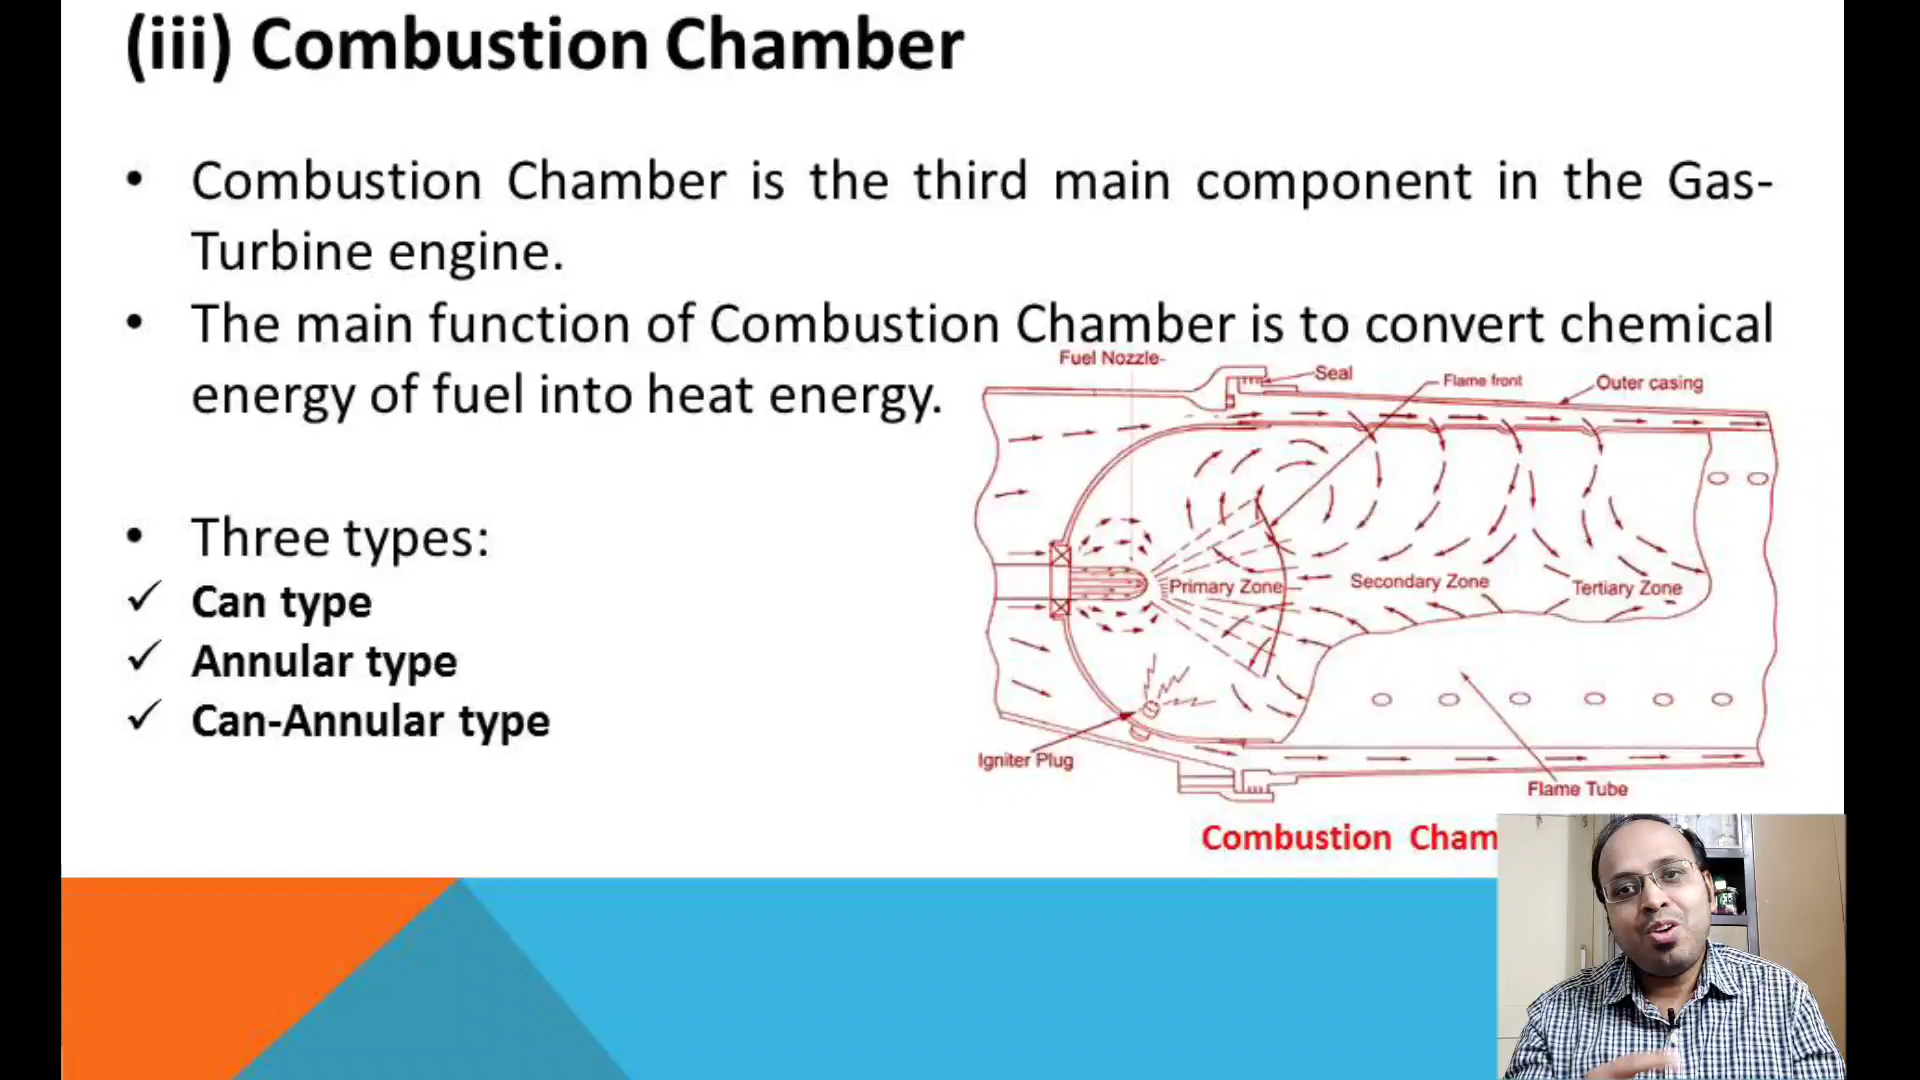 (iii) Combustion Chamber
• Combustion Chamber is the third main component in the Gas-
Turbine engine.
• The main function of Combustion Chamber is to convert chemical
energy of fuel into heat energy.
• Three types:
✓ Can type
✓ Annular type
✓ Can-Annular type
Fuel Nozzle-
Seal
Flame front
Outer casing
Primary Zone
Secondary Zone
Tertiary Zone
Igniter Plug
Flame Tube
Combustion Cham